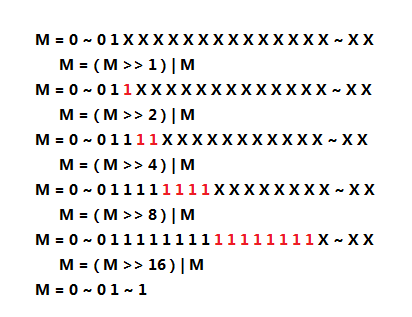 M = 0 ~ 0 1 X X X X X X X X X X X X X X ~ X X
M = ( M >> 1 ) | M
M = 0 ~ 0 1 1 X X X X X X X X X X X X X ~ X X
M = ( M >> 2 ) | M
M = 0 ~ 0 1 1 1 1 X X X X X X X X X X X ~ X X
M = ( M >> 4 ) | M
M = 0 ~ 0 1 1 1 1 1 1 1 1 X X X X X X X X ~ X X
M = ( M >> 8 ) | M
M = 0 ~ 0 1 1 1 1 1 1 1 1 1 1 1 1 1 1 1 1 X ~ X X
M = ( M >> 16 ) | M
M = 0 ~ 0 1 ~ 1